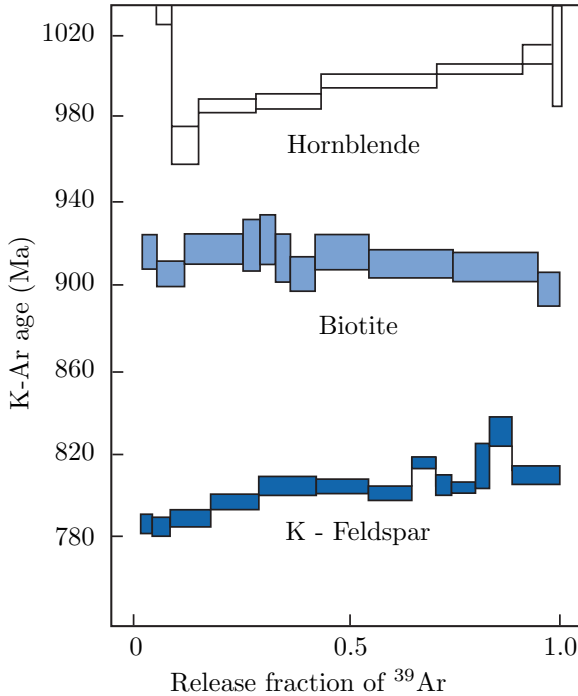 1020
980
Hornblende
940
K-Ar age (Ma)
900
Biotite
860
820
K - Feldspar
780
0
0.5
1.0
Release fraction of ³⁹Ar